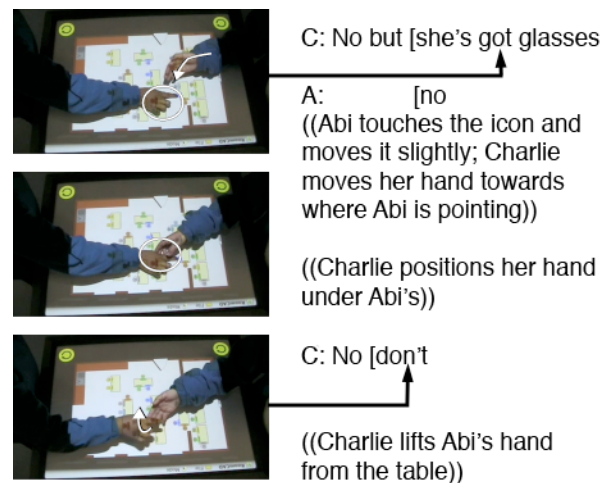 C: No but [she's got glasses
A: [no
((Abi touches the icon and
moves it slightly; Charlie
moves her hand towards
where Abi is pointing))
((Charlie positions her hand
under Abi's))
C: No [don't
((Charlie lifts Abi's hand
from the table))